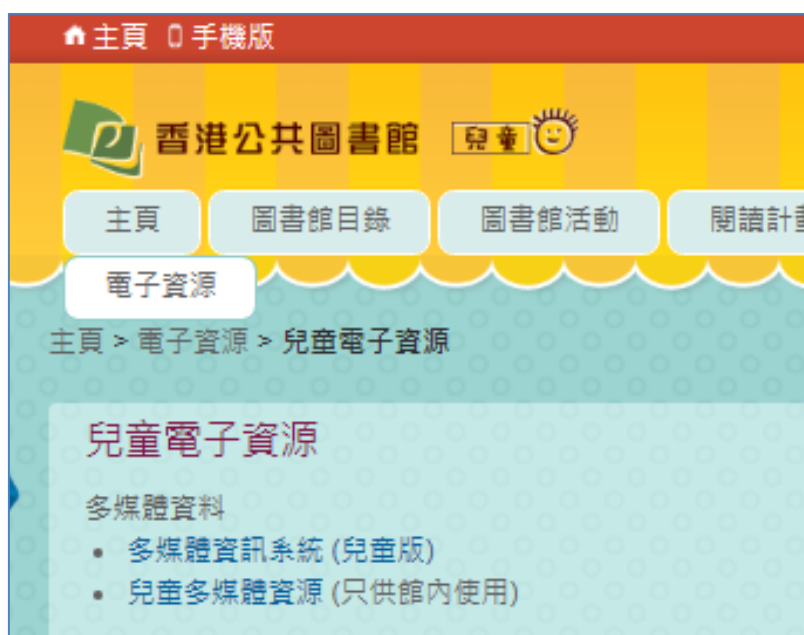 主頁 手機版
香港公共圖書館 兒童
主頁 圖書館目錄 圖書館活動 閱讀計
電子資源
主頁 > 電子資源 > 兒童電子資源
兒童電子資源
多媒體資料
• 多媒體資訊系統 (兒童版)
• 兒童多媒體資源 (只供館內使用)